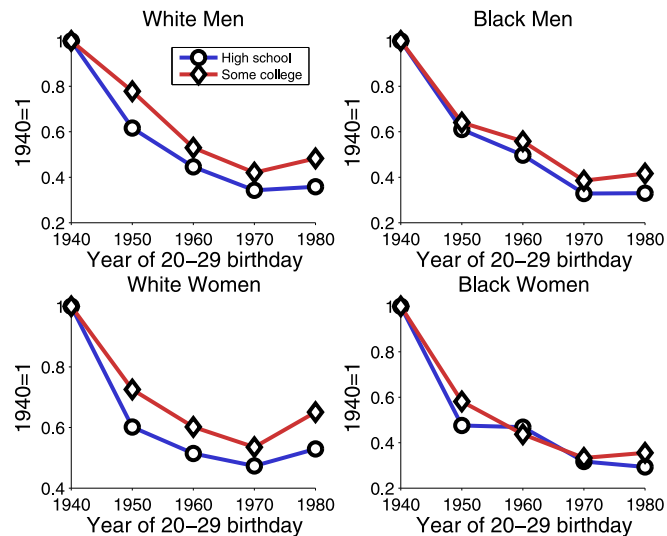 White Men
1
0.8
0.6
0.4
0.2
1940=1
1940 1950 1960 1970 1980
Year of 20−29 birthday
High school
Some college
Black Men
1
0.8
0.6
0.4
0.2
1940=1
1940 1950 1960 1970 1980
Year of 20−29 birthday
White Women
1
0.8
0.6
0.4
1940=1
1940 1950 1960 1970 1980
Year of 20−29 birthday
Black Women
1
0.8
0.6
0.4
0.2
1940=1
1940 1950 1960 1970 1980
Year of 20−29 birthday